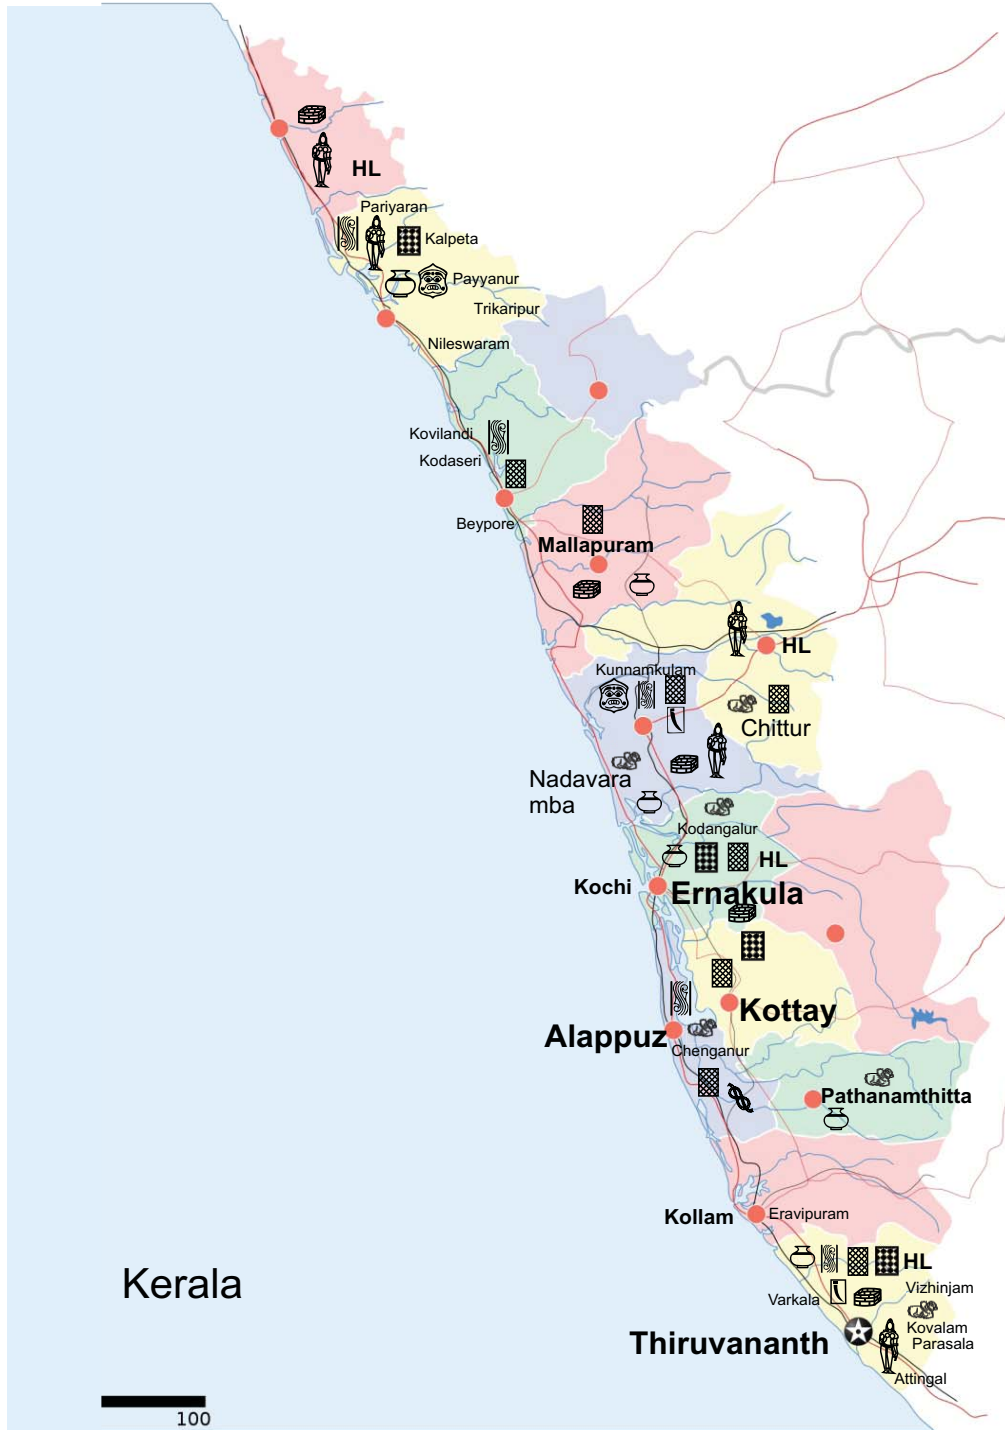 HL
Pariyaran
Kalpeta
Payyanur
Trikaripur
Nileswaram
Kovilandi
Kodaseri
Beypore
Mallapuram
HL
Kunnamkulam
Chittur
Nadavara
mba
Kodangalur
HL
Kochi
Ernakula
Kottay
Alappuz
Chenganur
Pathanamthitta
Kollam
Eravipuram
HL
Kerala
Vizhinjam
Varkala
Kovalam
Thiruvananth
Parasala
Attingal
100